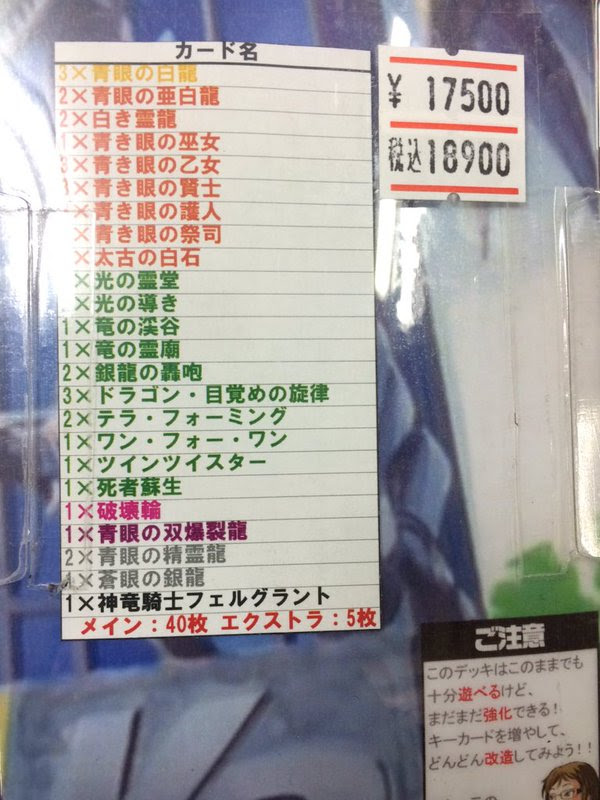 カード名
3×青眼の白龍
2×青眼の亜白龍
2×白き霊龍
1×青き眼の巫女
3×青き眼の乙女
×青き眼の賢士
×青き眼の護人
×青き眼の祭司
×太古の白石
×光の霊堂
×光の導き
1×竜の渓谷
1×竜の霊廟
2×銀龍の轟咆
3×ドラゴン・目覚めの旋律
2×テラ・フォーミング
1×ワン・フォー・ワン
1×ツインツイスター
1×死者蘇生
1×破壊輪
1×青眼の双爆裂龍
2×青眼の精霊龍
×蒼眼の銀龍
1×神竜騎士フェルグラント
メイン：40枚 エクストラ：5枚
¥ 17500
税込18900
ご注意
このデッキはこのままでも
十分遊べるけど、
まだまだ強化できる！
キーカードを増やして、
どんどん改造してみよう！！